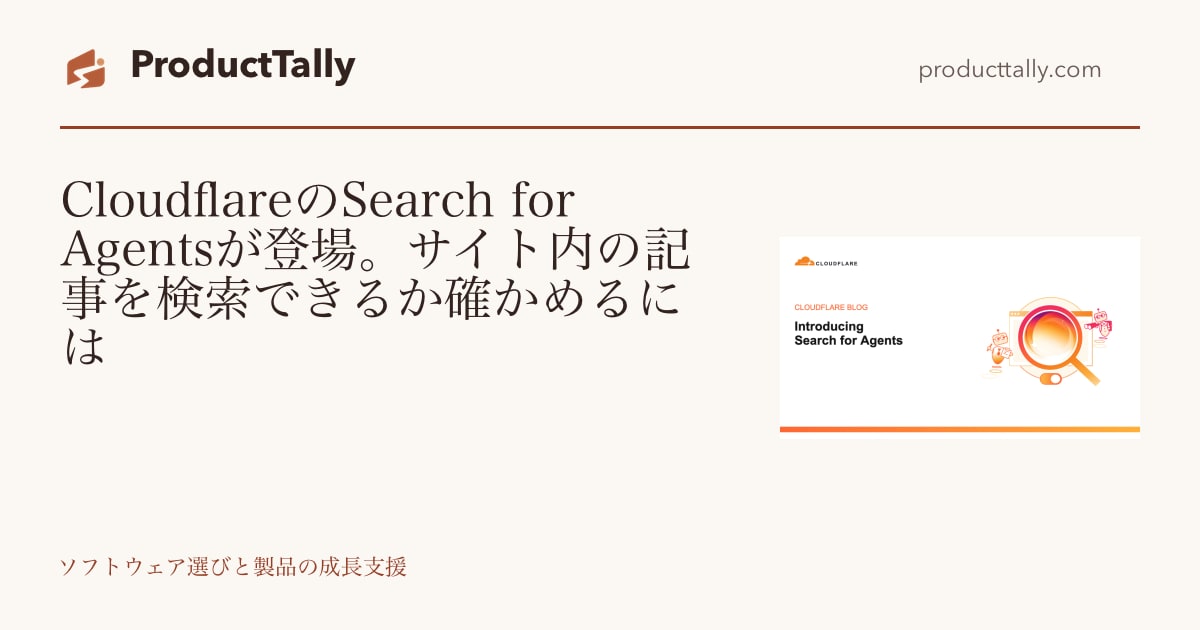 ProductTally
producttally.com
CloudflareのSearch for
Agentsが登場。サイト内の記
事を検索できるか確かめるに
は
CLOUDFLARE
CLOUDFLARE BLOG
Introducing
Search for Agents
ソフトウェア選びと製品の成長支援